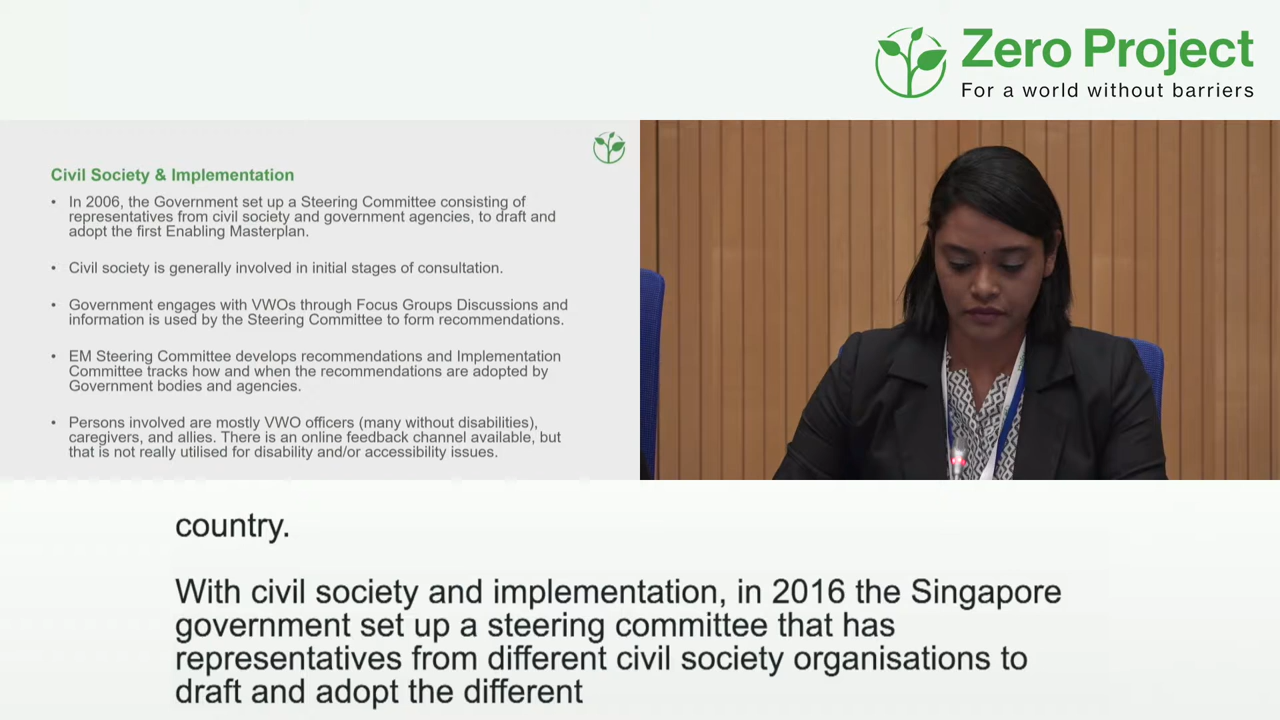 Zero Project
For a world without barriers
Civil Society & Implementation
• In 2006, the Government set up a Steering Committee consisting of
representatives from civil society and government agencies, to draft and
adopt the first Enabling Masterplan.
• Civil society is generally involved in initial stages of consultation.
• Government engages with VWOs through Focus Groups Discussions and
information is used by the Steering Committee to form recommendations.
• EM Steering Committee develops recommendations and Implementation
Committee tracks how and when the recommendations are adopted by
Government bodies and agencies.
• Persons involved are mostly VWO officers (many without disabilities),
caregivers, and allies. There is an online feedback channel available, but
that is not really utilised for disability and/or accessibility issues.
country.
With civil society and implementation, in 2016 the Singapore
government set up a steering committee that has
representatives from different civil society organisations to
draft and adopt the different